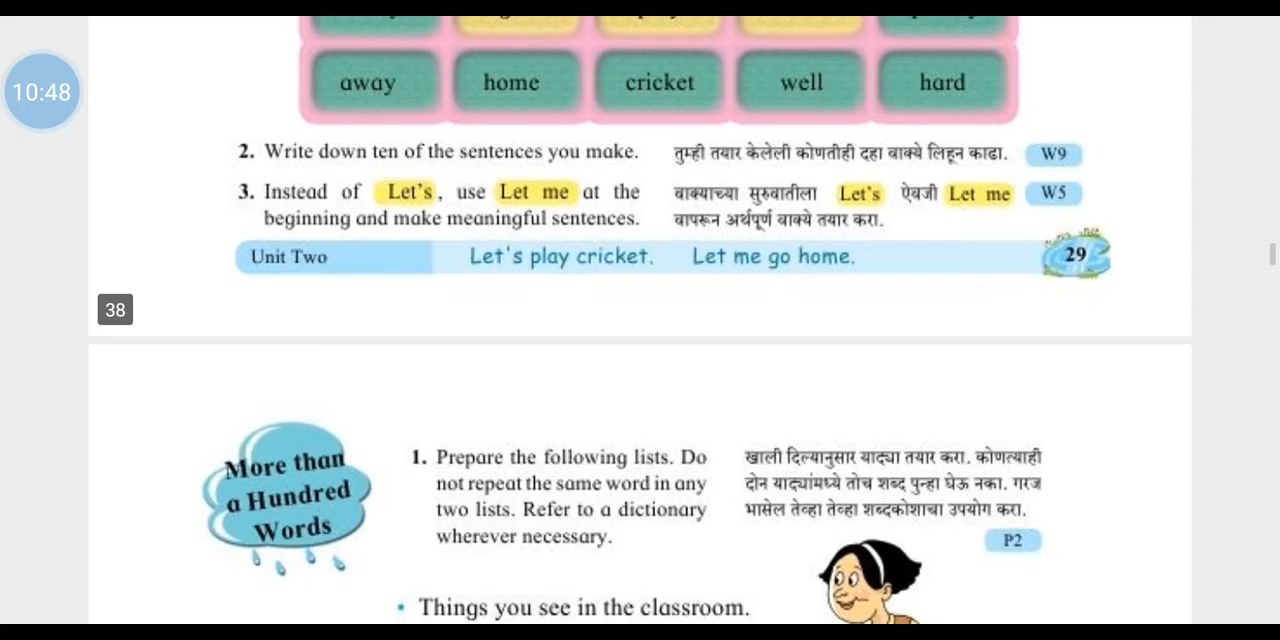 10:48
away home cricket well hard
2. Write down ten of the sentences you make. तुम्ही तयार केलेली कोणतीही दहा वाक्ये लिहून काढा. W9
3. Instead of Let's, use Let me at the वाक्याच्या सुरुवातीला Let's ऐवजी Let me W5
beginning and make meaningful sentences. वापरून अर्थपूर्ण वाक्ये तयार करा.
Unit Two Let's play cricket. Let me go home. 29
38
More than
a Hundred
Words
1. Prepare the following lists. Do
not repeat the same word in any
two lists. Refer to a dictionary
wherever necessary.
खाली दिल्यानुसार याद्या तयार करा. कोणत्याही
दोन याद्यांमध्ये तोच शब्द पुन्हा घेऊ नका. गरज
भासेल तेव्हा तेव्हा शब्दकोशाचा उपयोग करा.
P2
• Things you see in the classroom.